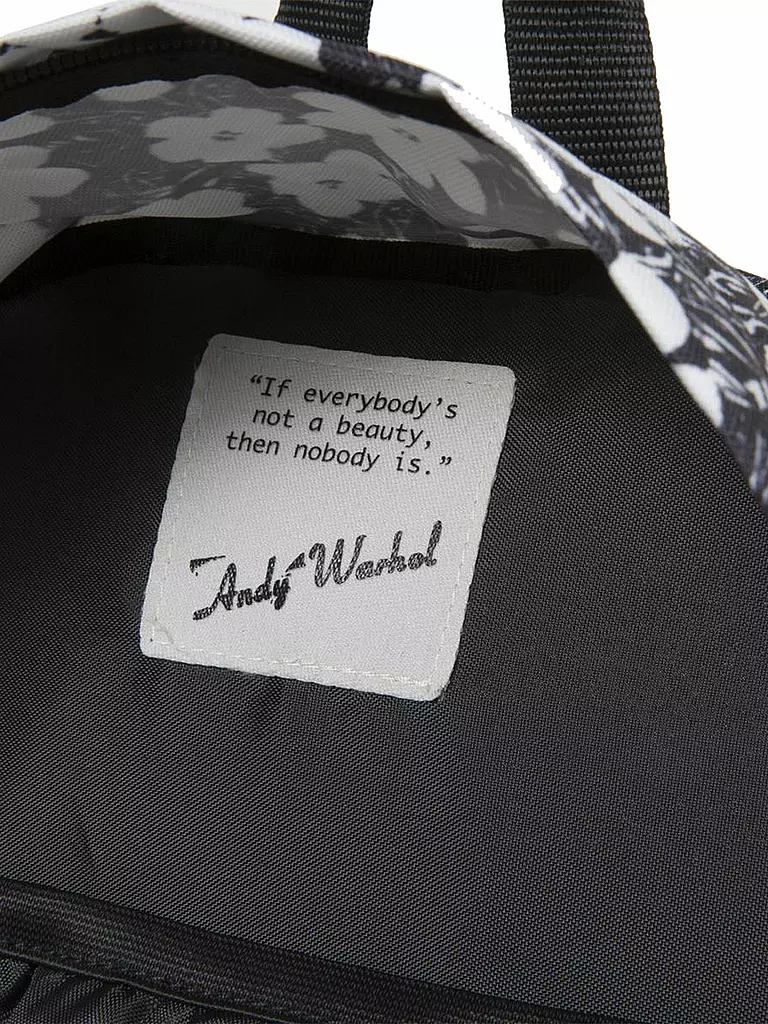 “If everybody’s
not a beauty,
then nobody is.”
Andy Warhol